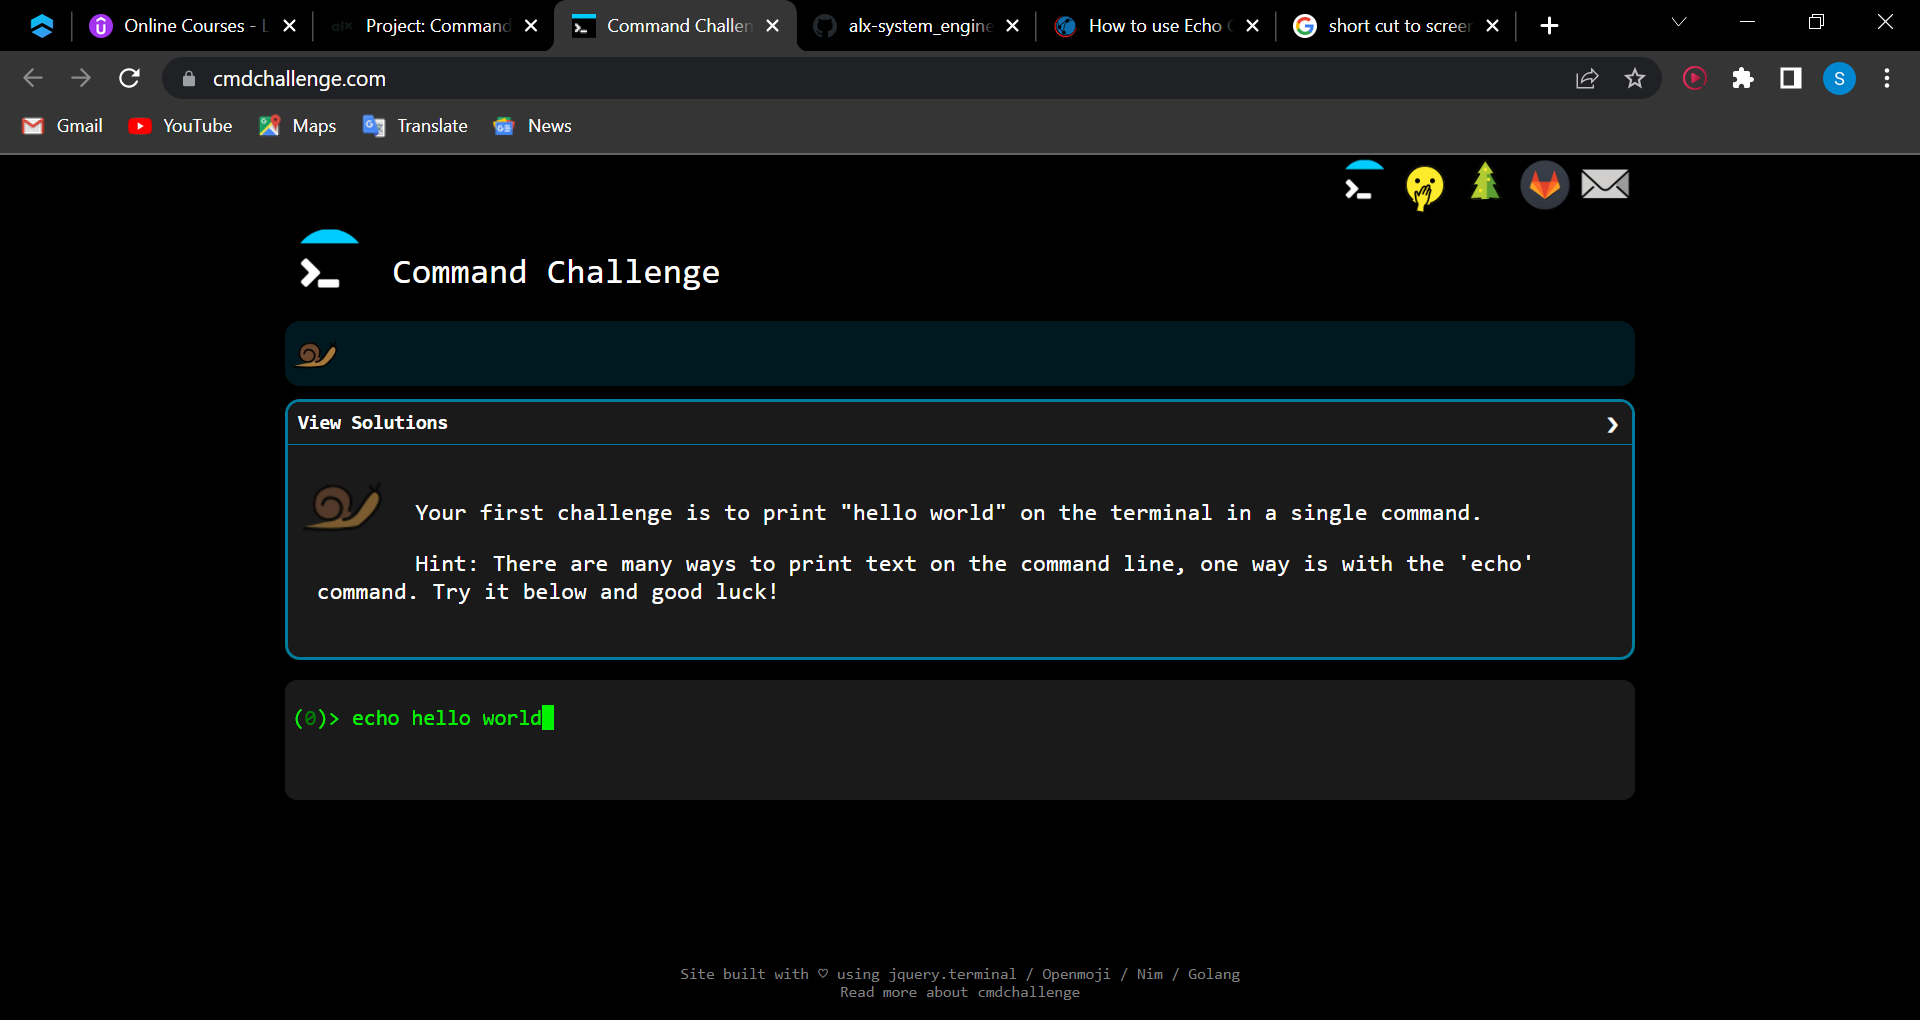 Online Courses - L
alx Project: Command
Command Challen
alx-system_engine
How to use Echo C
short cut to screen
cmdchallenge.com
S
Gmail
YouTube
Maps
Translate
News
Command Challenge
View Solutions
Your first challenge is to print "hello world" on the terminal in a single command.
Hint: There are many ways to print text on the command line, one way is with the 'echo'
command. Try it below and good luck!
(0)> echo hello world
Site built with ♡ using jquery.terminal / Openmoji / Nim / Golang
Read more about cmdchallenge